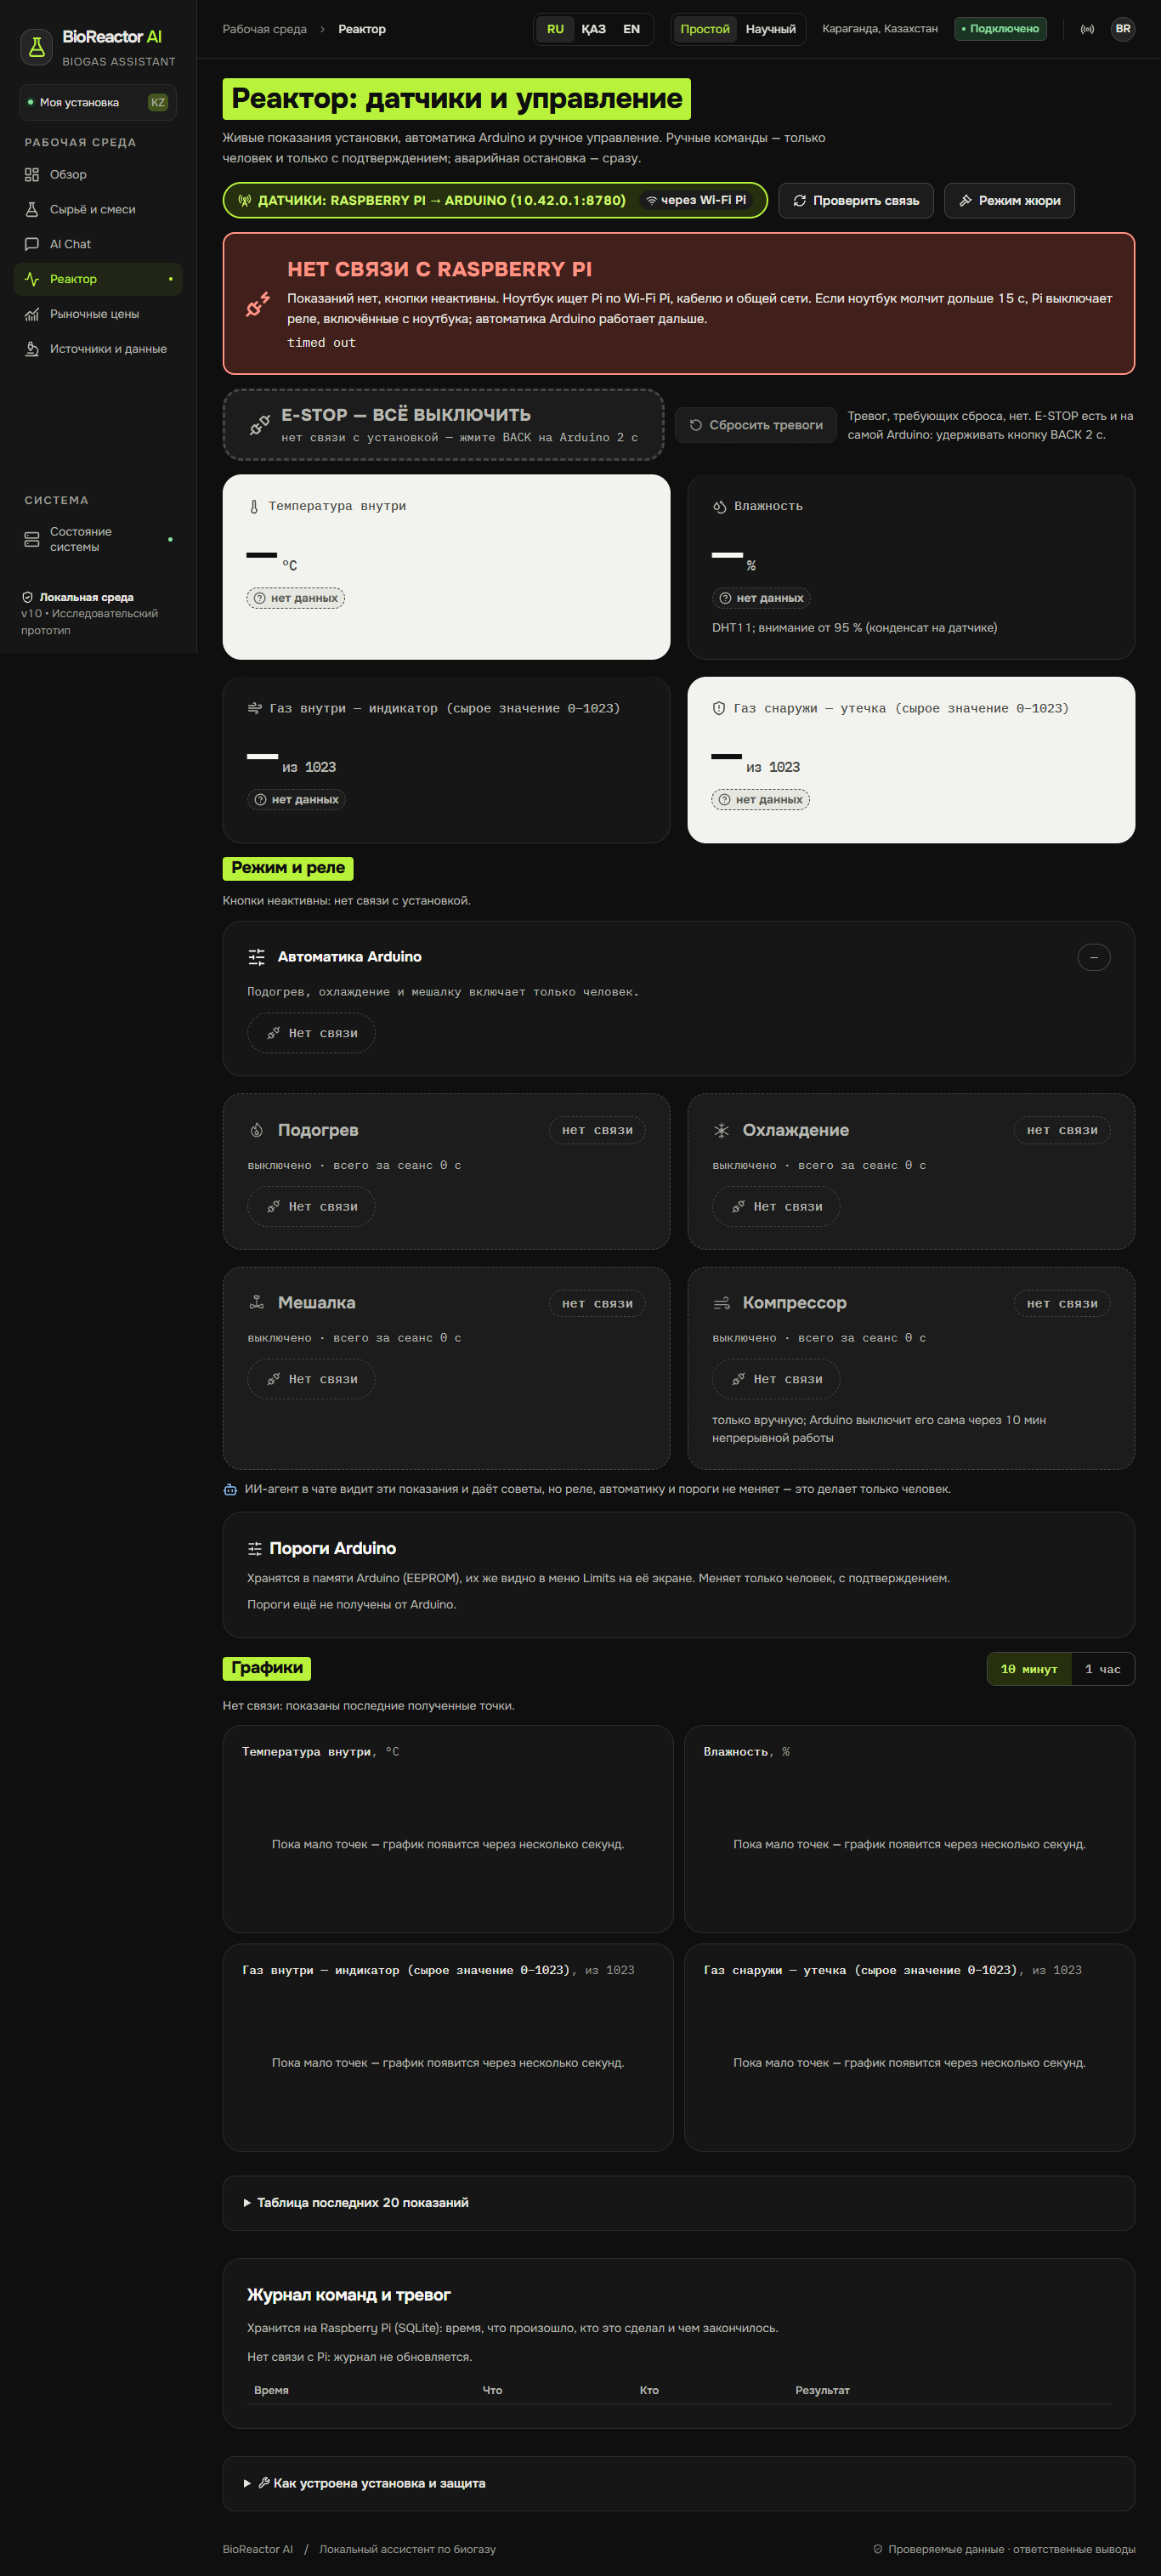 BioReactor AI
BIOGAS ASSISTANT
Моя установка KZ
РАБОЧАЯ СРЕДА
Обзор
Сырьё и смеси
AI Chat
Реактор
Рыночные цены
Источники и данные
СИСТЕМА
Состояние
системы
Локальная среда
v10 • Исследовательский
прототип
Рабочая среда > Реактор RU ҚАЗ EN Простой Научный Караганда, Казахстан • Подключено BR
Реактор: датчики и управление
Живые показания установки, автоматика Arduino и ручное управление. Ручные команды — только
человек и только с подтверждением; аварийная остановка — сразу.
ДАТЧИКИ: RASPBERRY PI → ARDUINO (10.42.0.1:8780) через Wi-Fi Pi Проверить связь Режим жюри
НЕТ СВЯЗИ С RASPBERRY PI
Показаний нет, кнопки неактивны. Ноутбук ищет Pi по Wi-Fi Pi, кабелю и общей сети. Если ноутбук молчит дольше 15 с, Pi выключает
реле, включённые с ноутбука; автоматика Arduino работает дальше.
timed out
E-STOP — ВСЁ ВЫКЛЮЧИТЬ
нет связи с установкой — жмите BACK на Arduino 2 с
Сбросить тревоги
Тревог, требующих сброса, нет. E-STOP есть и на
самой Arduino: удерживать кнопку BACK 2 с.
Температура внутри
— °C
нет данных
Влажность
— %
нет данных
DHT11; внимание от 95 % (конденсат на датчике)
Газ внутри — индикатор (сырое значение 0–1023)
— из 1023
нет данных
Газ снаружи — утечка (сырое значение 0–1023)
— из 1023
нет данных
Режим и реле
Кнопки неактивны: нет связи с установкой.
Автоматика Arduino —
Подогрев, охлаждение и мешалку включает только человек.
Нет связи
Подогрев нет связи
выключено · всего за сеанс 0 с
Нет связи
Охлаждение нет связи
выключено · всего за сеанс 0 с
Нет связи
Мешалка нет связи
выключено · всего за сеанс 0 с
Нет связи
Компрессор нет связи
выключено · всего за сеанс 0 с
Нет связи
только вручную; Arduino выключит его сама через 10 мин
непрерывной работы
ИИ-агент в чате видит эти показания и даёт советы, но реле, автоматику и пороги не меняет — это делает только человек.
Пороги Arduino
Хранятся в памяти Arduino (EEPROM), их же видно в меню Limits на её экране. Меняет только человек, с подтверждением.
Пороги ещё не получены от Arduino.
Графики 10 минут 1 час
Нет связи: показаны последние полученные точки.
Температура внутри, °C
Пока мало точек — график появится через несколько секунд.
Влажность, %
Пока мало точек — график появится через несколько секунд.
Газ внутри — индикатор (сырое значение 0–1023), из 1023
Пока мало точек — график появится через несколько секунд.
Газ снаружи — утечка (сырое значение 0–1023), из 1023
Пока мало точек — график появится через несколько секунд.
Таблица последних 20 показаний
Журнал команд и тревог
Хранится на Raspberry Pi (SQLite): время, что произошло, кто это сделал и чем закончилось.
Нет связи с Pi: журнал не обновляется.
Время Что Кто Результат
Как устроена установка и защита
BioReactor AI / Локальный ассистент по биогазу Проверяемые данные · ответственные выводы